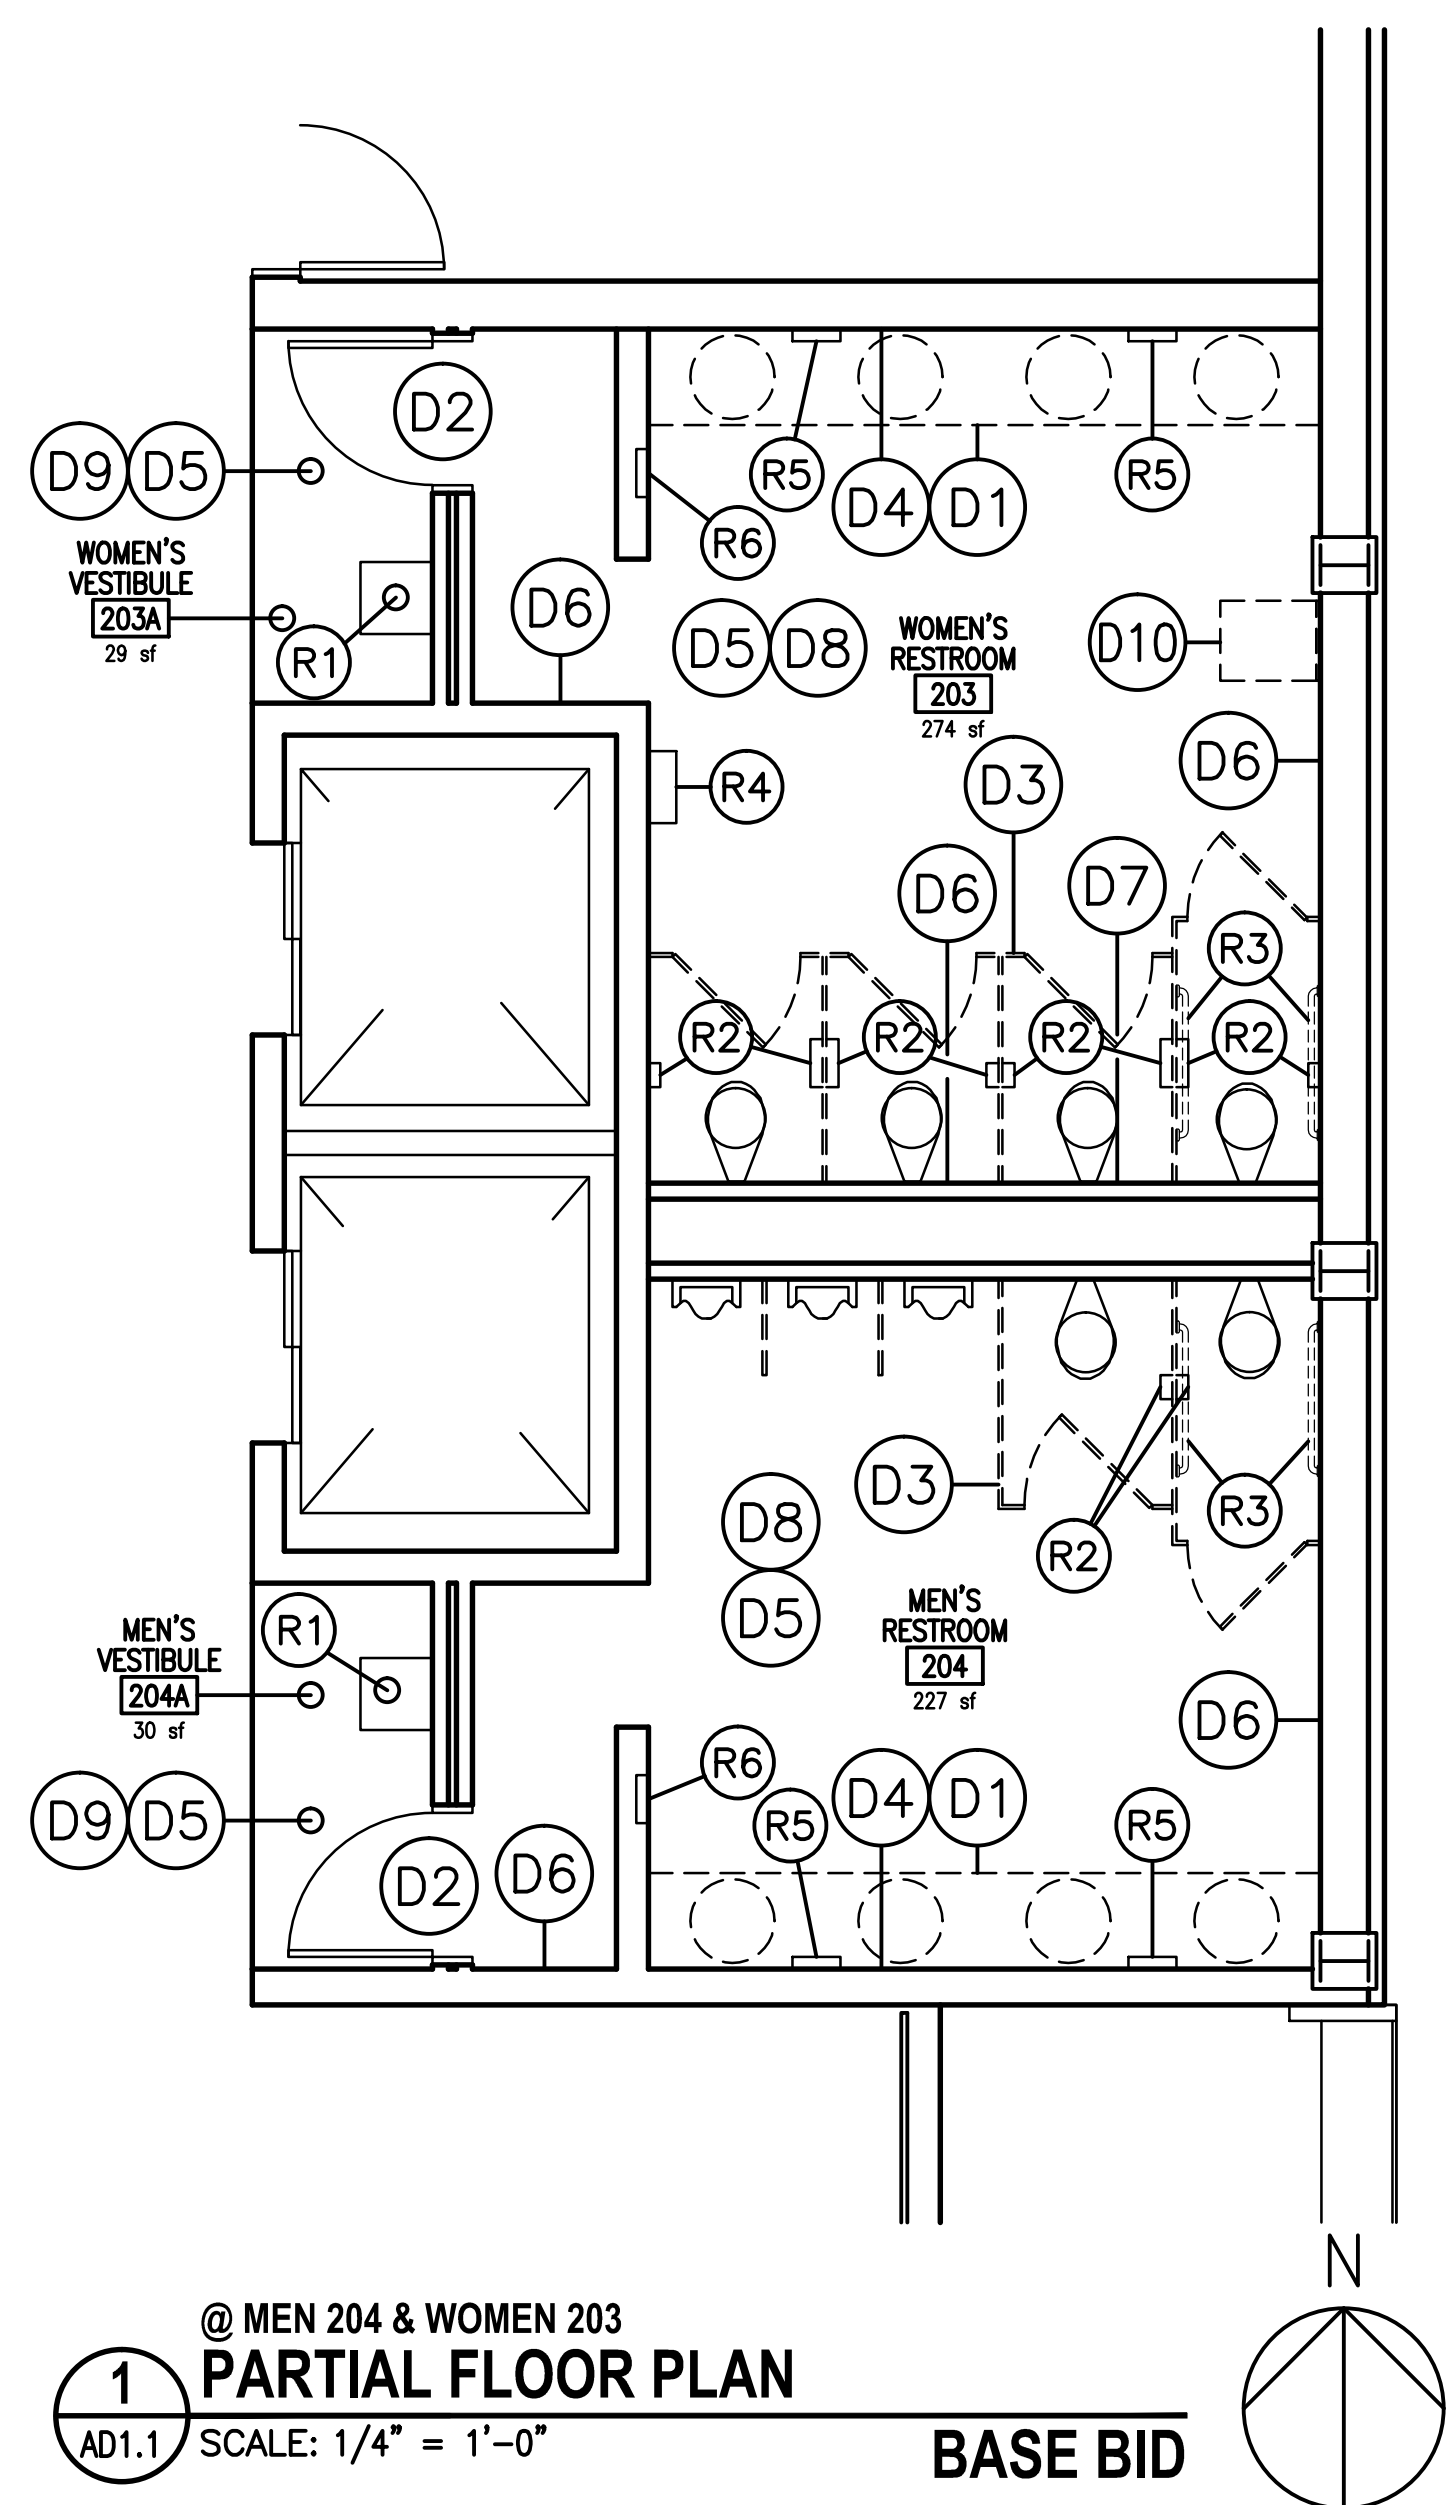 D2
D9 D5
R5
R5
D4 D1
R6
WOMEN'S
VESTIBULE
203A
29 sf
R1
D6
D5 D8
WOMEN'S
RESTROOM
203
274 sf
D10
D6
R4
D3
D6
D7
R3
R2
R2
R2
R2
D3
R3
R2
D8
D5
MEN'S
VESTIBULE
204A
30 sf
R1
MEN'S
RESTROOM
204
227 sf
D6
R6
R5
D4 D1
R5
D9 D5
D2
D6
N
@ MEN 204 & WOMEN 203
1
PARTIAL FLOOR PLAN
AD1.1
SCALE: 1/4" = 1'-0"
BASE BID